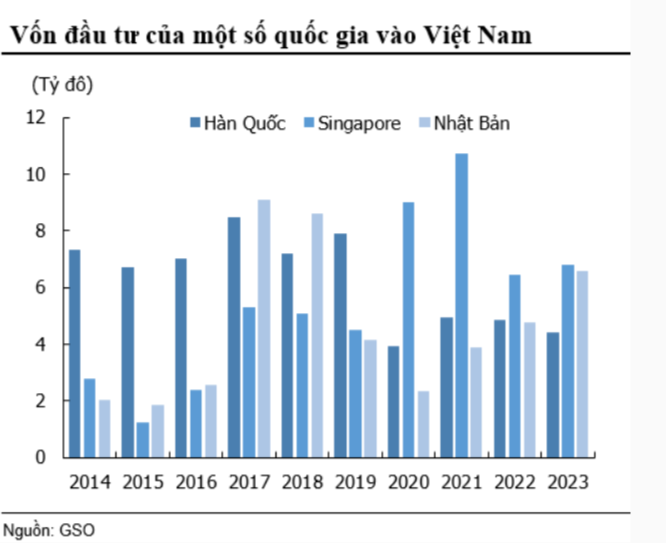 Vốn đầu tư của một số quốc gia vào Việt Nam
(Tỷ đô)
12
Hàn Quốc Singapore Nhật Bản
10
8
6
4
2
0
2014 2015 2016 2017 2018 2019 2020 2021 2022 2023
Nguồn: GSO